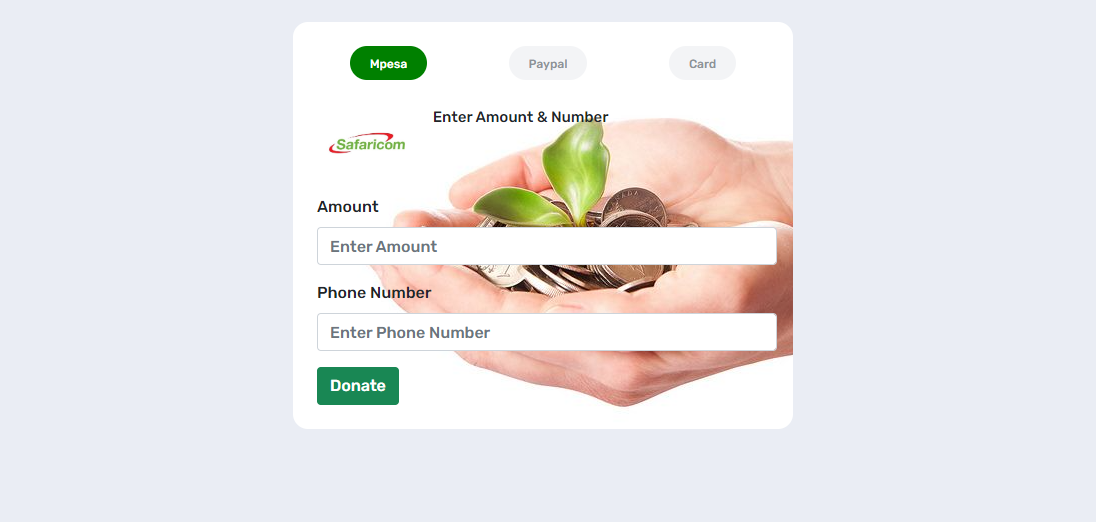 Mpesa
Paypal
Card
Enter Amount & Number
Safaricom
Amount
Enter Amount
Phone Number
Enter Phone Number
Donate